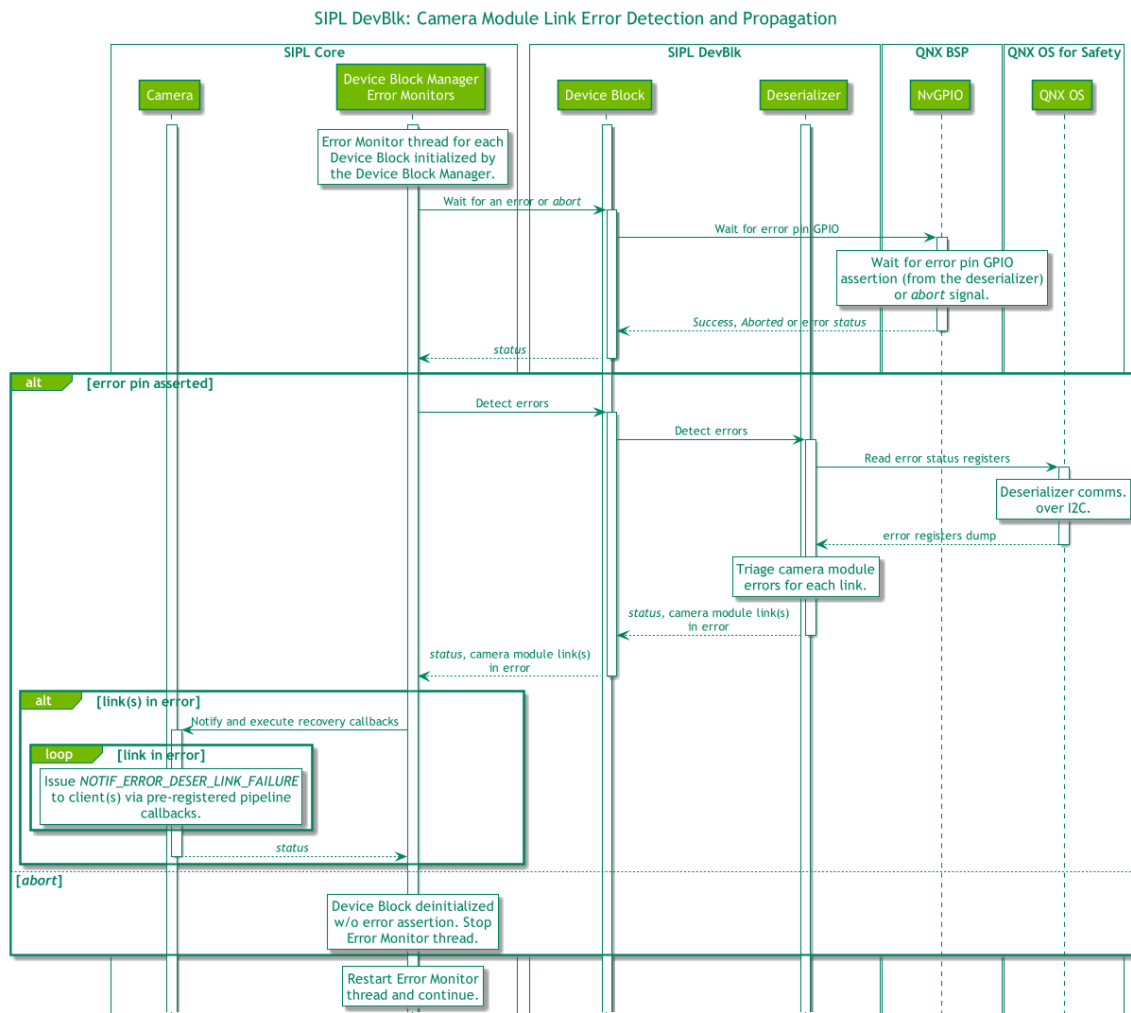 SIPL DevBlk: Camera Module Link Error Detection and Propagation
SIPL Core
SIPL DevBlk
QNX BSP
QNX OS for Safety
Camera
Device Block Manager
Error Monitors
Device Block
Deserializer
NvGPIO
QNX OS
Error Monitor thread for each
Device Block initialized by
the Device Block Manager.
Wait for an error or abort
Wait for error pin GPIO
Wait for error pin GPIO
assertion (from the deserializer)
or abort signal.
Success, Aborted or error status
status
alt
[error pin asserted]
Detect errors
Detect errors
Read error status registers
Deserializer comms.
over I2C.
error registers dump
Triage camera module
errors for each link.
status, camera module link(s)
in error
status, camera module link(s)
in error
alt
[link(s) in error]
Notify and execute recovery callbacks
loop
[link in error]
Issue NOTIF_ERROR_DESER_LINK_FAILURE
to client(s) via pre-registered pipeline
callbacks.
status
[abort]
Device Block deinitialized
w/o error assertion. Stop
Error Monitor thread.
Restart Error Monitor
thread and continue.